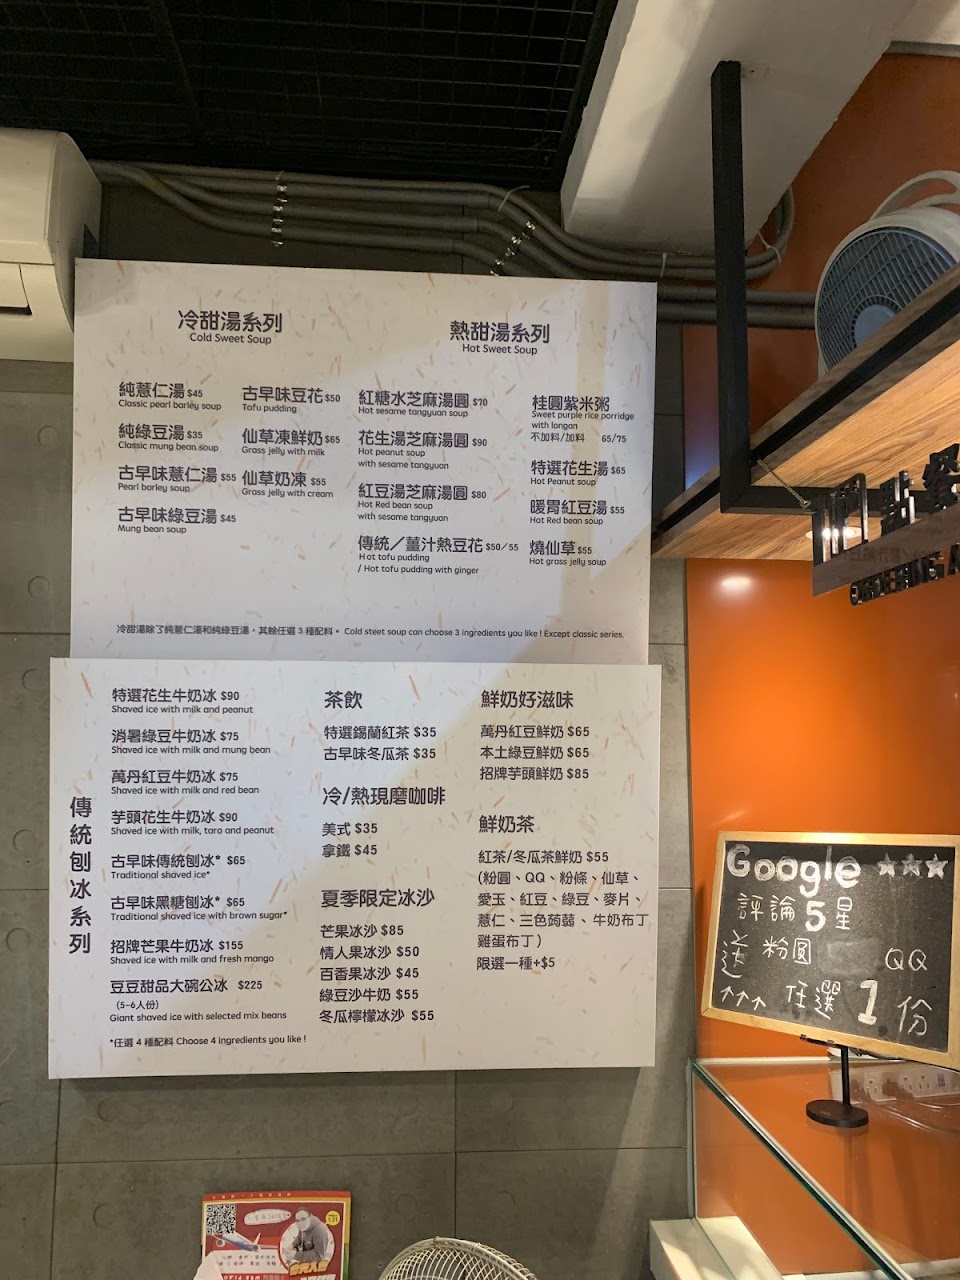 冷甜湯系列
Cold Sweet Soup
純薏仁湯 $45
Classic pearl barley soup
純綠豆湯 $35
Classic mung bean soup
古早味薏仁湯 $55
Pearl barley soup
古早味綠豆湯 $45
Mung bean soup
古早味豆花 $50
Tofu pudding
仙草凍鮮奶 $65
Grass jelly with milk
仙草奶凍 $55
Grass jelly with cream
熱甜湯系列
Hot Sweet Soup
紅糖水芝麻湯圓 $70
Hot sesame tangyuan soup
花生湯芝麻湯圓 $90
Hot peanut soup
with sesame tangyuan
紅豆湯芝麻湯圓 $80
Hot Red bean soup
with sesame tangyuan
傳統／薑汁熱豆花 $50／55
Hot tofu pudding
/ Hot tofu pudding with ginger
桂圓紫米粥
Sweet purple rice porridge
with longan
不加料/加料 65/75
特選花生湯 $65
Hot Peanut soup
暖胃紅豆湯 $55
Hot Red bean soup
燒仙草 $55
Hot grass jelly soup
冷甜湯除了純薏仁湯和純綠豆湯，其餘任選 3 種配料。 Cold steet soup can choose 3 ingredients you like ! Except classic series.
傳統刨冰系列
特選花生牛奶冰 $90
Shaved ice with milk and peanut
消暑綠豆牛奶冰 $75
Shaved ice with milk and mung bean
萬丹紅豆牛奶冰 $75
Shaved ice with milk and red bean
芋頭花生牛奶冰 $90
Shaved ice with milk, taro and peanut
古早味傳統刨冰* $65
Traditional shaved ice*
古早味黑糖刨冰* $65
Traditional shaved ice with brown sugar*
招牌芒果牛奶冰 $155
Shaved ice with milk and fresh mango
豆豆甜品大碗公冰 $225
(5-6人份)
Giant shaved ice with selected mix beans
*任選 4 種配料 Choose 4 ingredients you like !
茶飲
特選錫蘭紅茶 $35
古早味冬瓜茶 $35
冷/熱現磨咖啡
美式 $35
拿鐵 $45
夏季限定冰沙
芒果冰沙 $85
情人果冰沙 $50
百香果冰沙 $45
綠豆沙牛奶 $55
冬瓜檸檬冰沙 $55
鮮奶好滋味
萬丹紅豆鮮奶 $65
本土綠豆鮮奶 $65
招牌芋頭鮮奶 $85
鮮奶茶
紅茶/冬瓜茶鮮奶 $55
(粉圓、QQ、粉條、仙草、
愛玉、紅豆、綠豆、麥片、
薏仁、三色蒟蒻、牛奶布丁
雞蛋布丁)
限選一種+$5
Google ★★★
評論 5 星
送 粉圓 QQ
↑↑↑ 任選 1 份